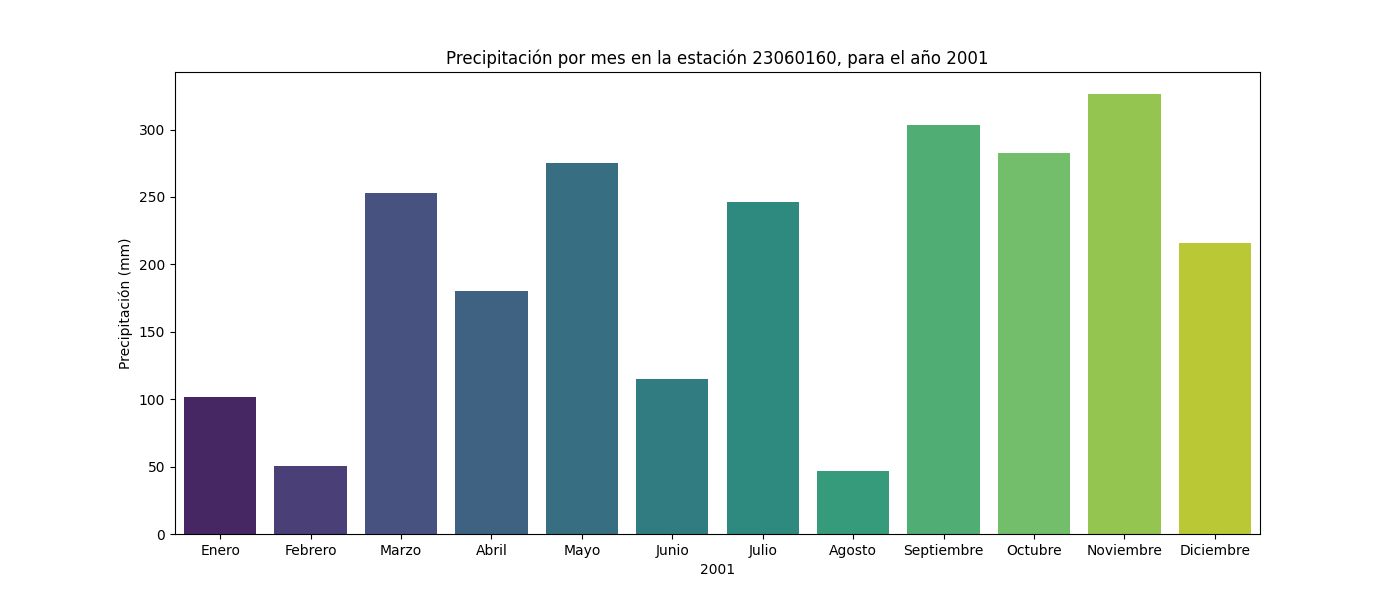 Precipitación por mes en la estación 23060160, para el año 2001
Precipitación (mm)
300
250
200
150
100
50
0
Enero Febrero Marzo Abril Mayo Junio Julio Agosto Septiembre Octubre Noviembre Diciembre
2001